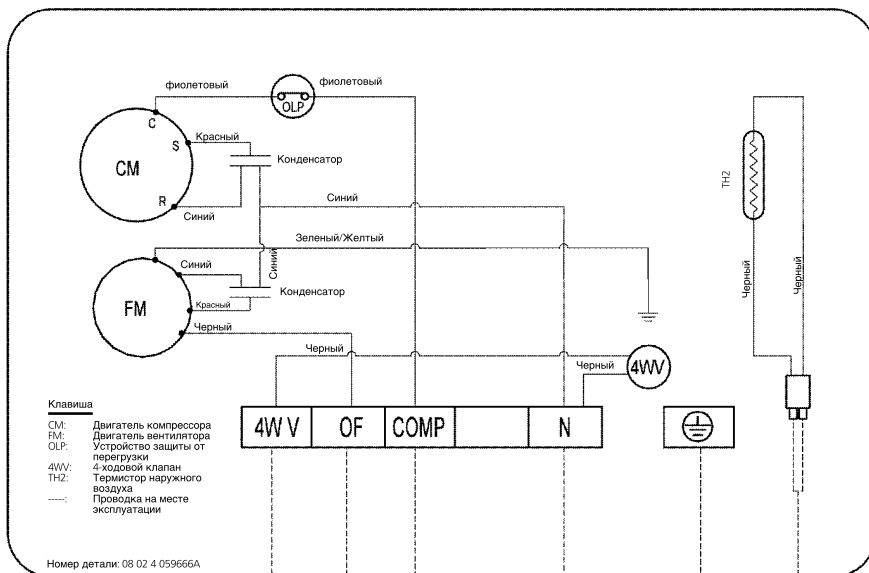 фиолетовый
фиолетовый
OLP
C
S
Красный
CM
Конденсатор
R
Синий
Синий
TH2
Зеленый/Желтый
Синий
Синий
Конденсатор
FM
Красный
Черный
Черный
Черный
Черный
Черный
4WV
4W V
OF
COMP
N
Клавиша
CM: Двигатель компрессора
FM: Двигатель вентилятора
OLP: Устройство защиты от
перегрузки
4WV: 4-ходовой клапан
TH2: Термистор наружного
воздуха
-----: Проводка на месте
эксплуатации
Номер детали: 08 02 4 059666A